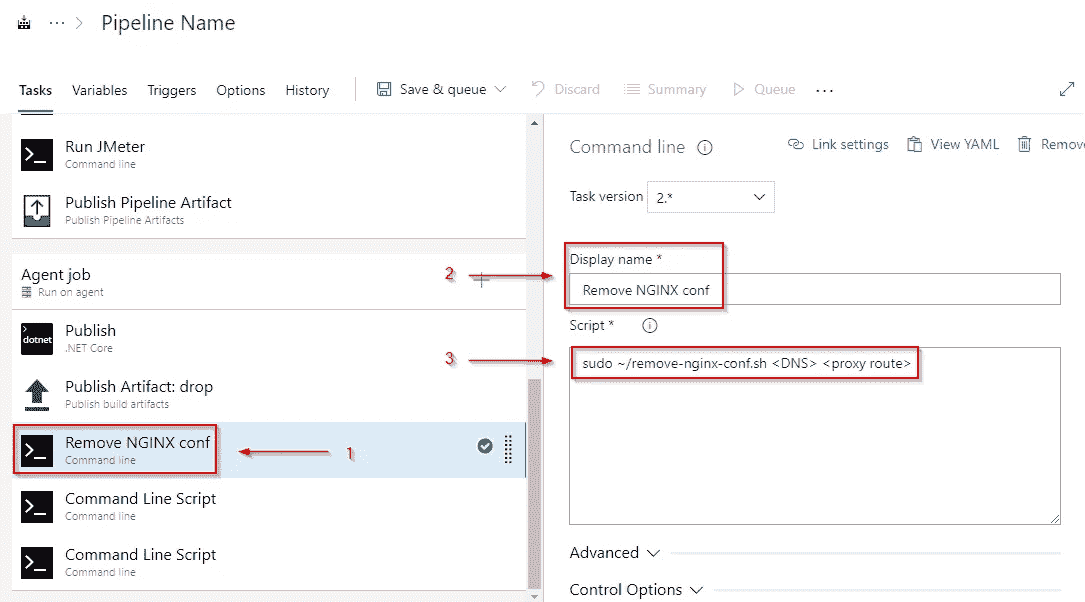 ··· > Pipeline Name
Tasks Variables Triggers Options History Save & queue Discard Summary Queue ...
Run JMeter
Command line
Publish Pipeline Artifact
Publish Pipeline Artifacts
Agent job
Run on agent
dotnet
Publish
.NET Core
Publish Artifact: drop
Publish build artifacts
Remove NGINX conf
Command line
1
Command Line Script
Command line
Command Line Script
Command line
Command line
Link settings View YAML Remove
Task version 2.*
2
Display name *
Remove NGINX conf
Script *
3
sudo ~/remove-nginx-conf.sh <DNS> <proxy route>
Advanced
Control Options